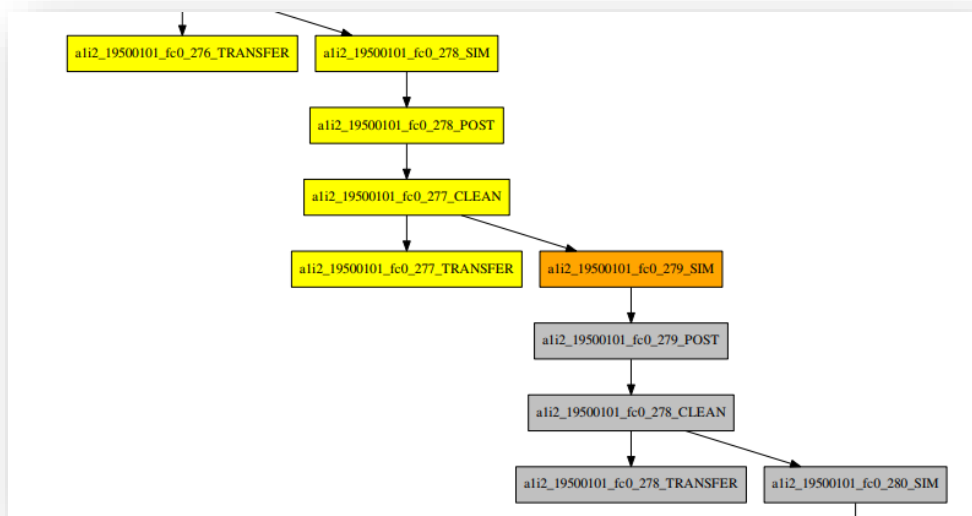 a1i2_19500101_fc0_276_TRANSFER
a1i2_19500101_fc0_278_SIM
a1i2_19500101_fc0_278_POST
a1i2_19500101_fc0_277_CLEAN
a1i2_19500101_fc0_277_TRANSFER
a1i2_19500101_fc0_279_SIM
a1i2_19500101_fc0_279_POST
a1i2_19500101_fc0_278_CLEAN
a1i2_19500101_fc0_278_TRANSFER
a1i2_19500101_fc0_280_SIM